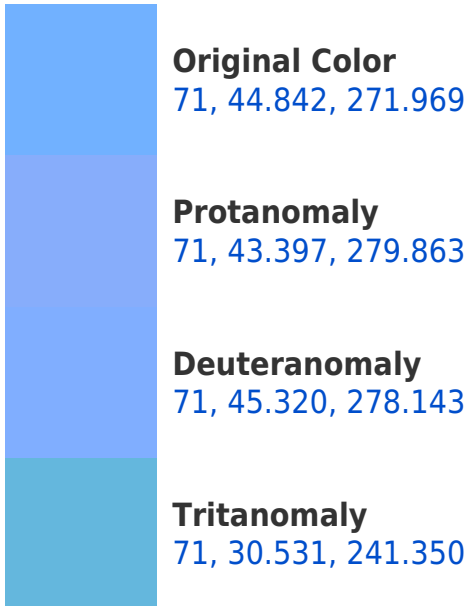 Original Color
71, 44.842, 271.969
Protanomaly
71, 43.397, 279.863
Deuteranomaly
71, 45.320, 278.143
Tritanomaly
71, 30.531, 241.350